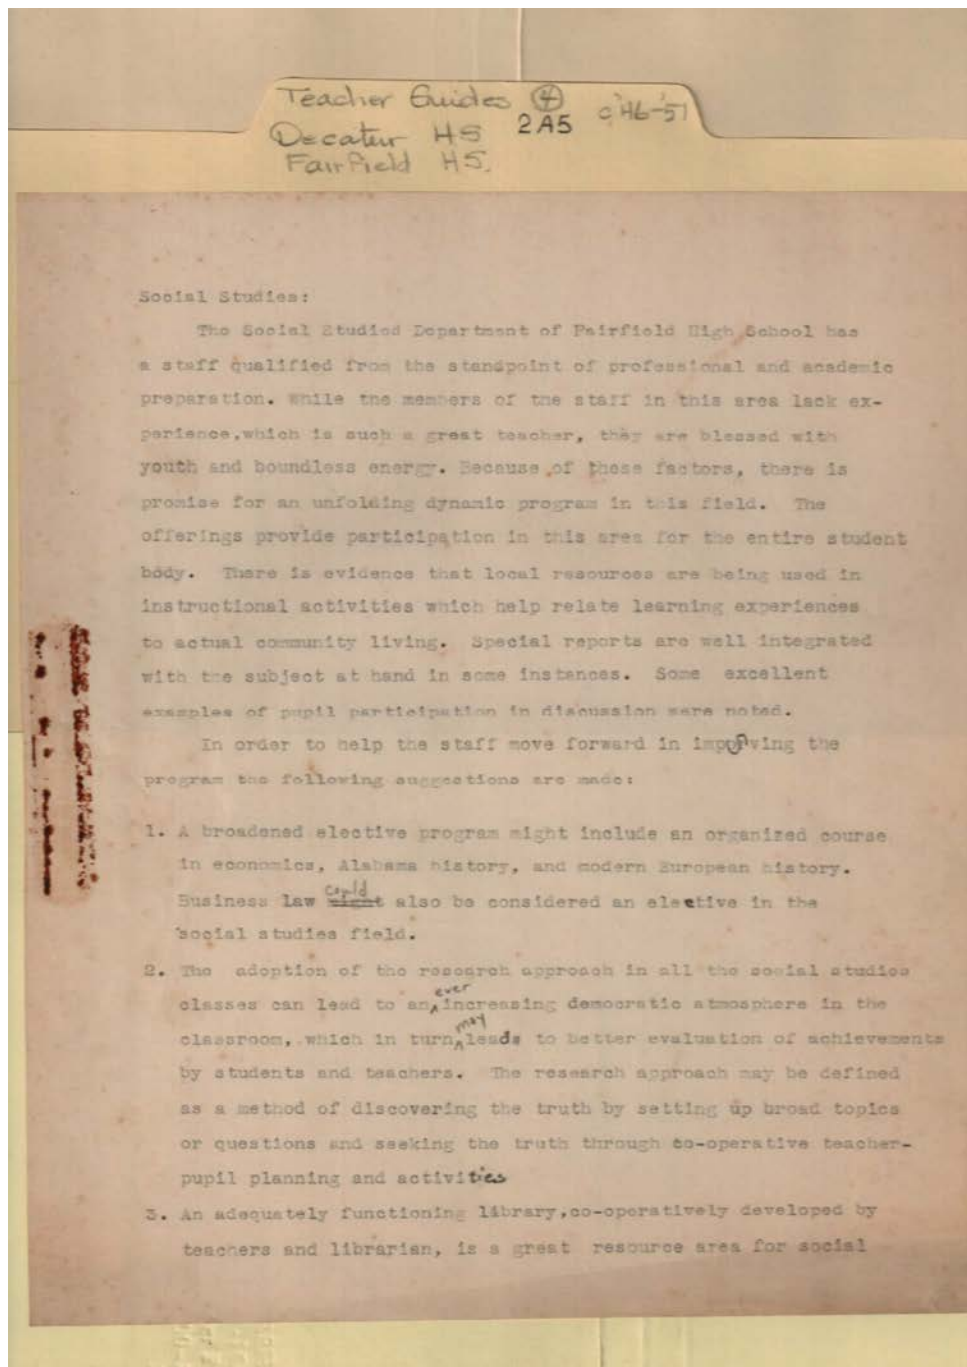 Teacher Guides 4 c'46-'51
2A5
Decatur HS
Fairfield HS.
Social Studies:
The Social Studied Department of Fairfield High School has
a staff qualified from the standpoint of professional and academic
preparation. While the members of the staff in this area lack ex-
perience,which is such a great teacher, they are blessed with
youth and boundless energy. Because of these factors, there is
promise for an unfolding dynamic program in this field. The
offerings provide participation in this area for the entire student
body. There is evidence that local resources are being used in
instructional activities which help relate learning experiences
to actual community living. Special reports are well integrated
with the subject at hand in some instances. Some excellent
examples of pupil participation in discussion were noted.
In order to help the staff move forward in improving the
program the following suggestions are made:
1. A broadened elective program might include an organized course
in economics, Alabama history, and modern European history.
could
Business law might also be considered an elective in the
social studies field.
2. The adoption of the research approach in all the social studies
ever
classes can lead to an increasing democratic atmosphere in the
may
classroom, which in turn leads to better evaluation of achievements
by students and teachers. The research approach may be defined
as a method of discovering the truth by setting up broad topics
or questions and seeking the truth through co-operative teacher-
pupil planning and activities
3. An adequately functioning library,co-operatively developed by
teachers and librarian, is a great resource area for social